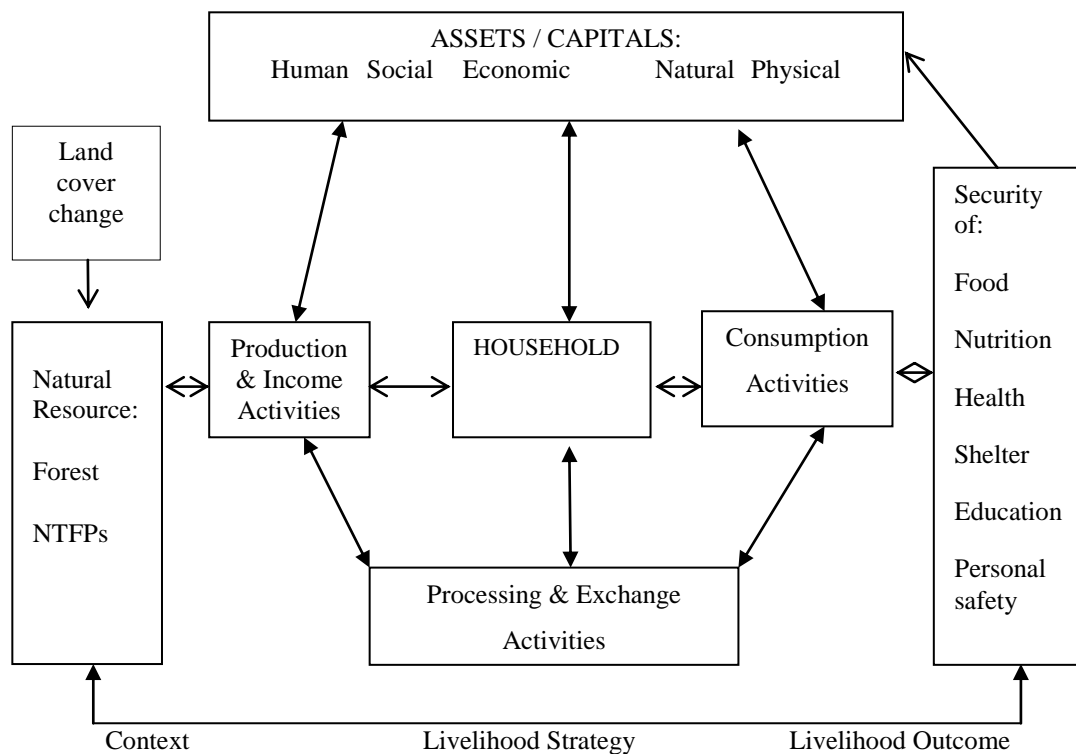 ASSETS / CAPITALS:
Human Social Economic Natural Physical
Land
cover
change
Natural
Resource:
Forest
NTFPs
Production
& Income
Activities
HOUSEHOLD
Consumption
Activities
Processing & Exchange
Activities
Security
of:
Food
Nutrition
Health
Shelter
Education
Personal
safety
Context Livelihood Strategy Livelihood Outcome